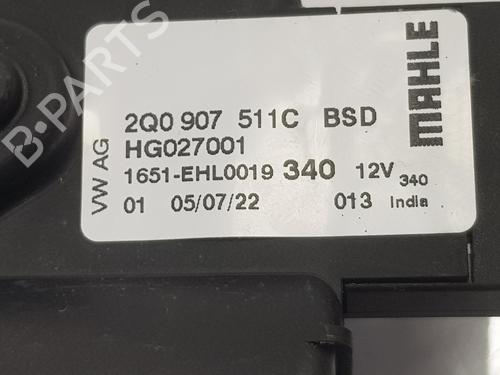 B-PARTS
VW AG
2Q0 907 511C BSD
HG027001
1651-EHL0019 340 12V 340
01 05/07/22 013 India
MAHLE